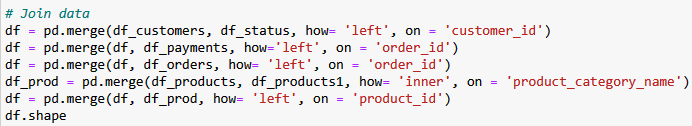 # Join data
df = pd.merge(df_customers, df_status, how= 'left', on = 'customer_id')
df = pd.merge(df, df_payments, how='left', on = 'order_id')
df = pd.merge(df, df_orders, how= 'left', on = 'order_id')
df_prod = pd.merge(df_products, df_products1, how= 'inner', on = 'product_category_name')
df = pd.merge(df, df_prod, how= 'left', on = 'product_id')
df.shape